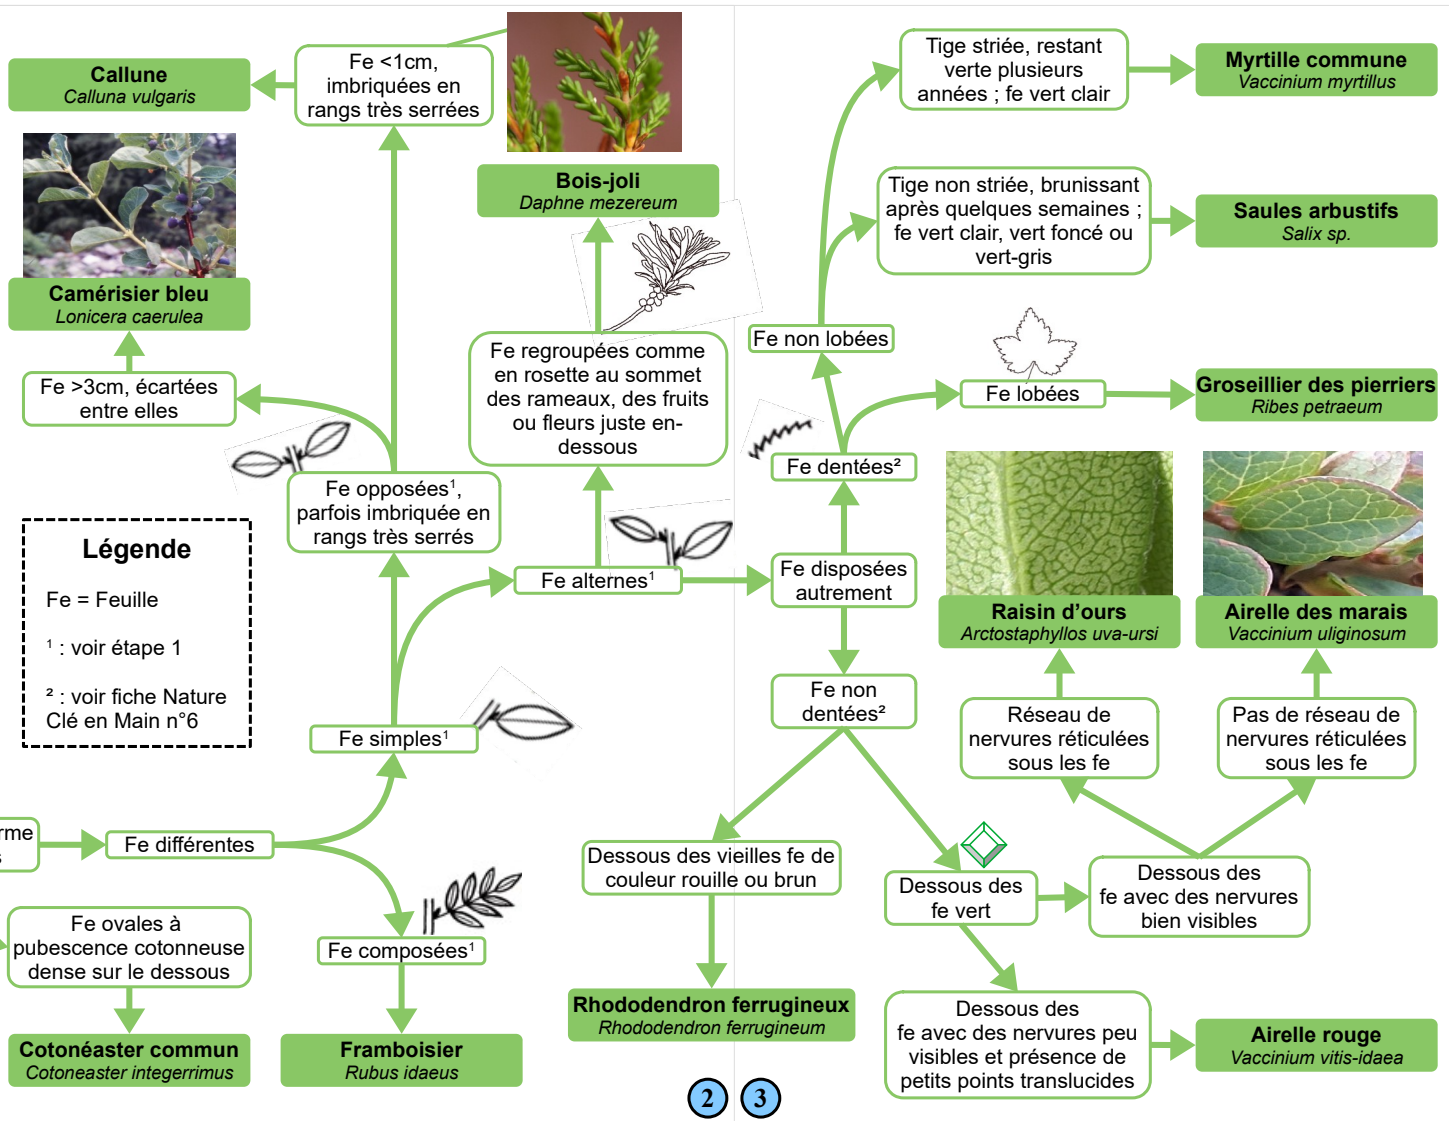 Callune
Calluna vulgaris
Fe <1cm,
imbriquées en
rangs très serrées
Bois-joli
Daphne mezereum
Camérisier bleu
Lonicera caerulea
Fe >3cm, écartées
entre elles
Fe regroupées comme
en rosette au sommet
des rameaux, des fruits
ou fleurs juste en-
dessous
Fe opposées¹,
parfois imbriquée en
rangs très serrés
Légende
Fe = Feuille
¹ : voir étape 1
² : voir fiche Nature
Clé en Main n°6
Fe alternes¹
Fe simples¹
rme
s
Fe différentes
Fe ovales à
pubescence cotonneuse
dense sur le dessous
Fe composées¹
Cotonéaster commun
Cotoneaster integerrimus
Framboisier
Rubus idaeus
Tige striée, restant
verte plusieurs
années ; fe vert clair
Myrtille commune
Vaccinium myrtillus
Tige non striée, brunissant
après quelques semaines ;
fe vert clair, vert foncé ou
vert-gris
Saules arbustifs
Salix sp.
Fe non lobées
Fe lobées
Groseillier des pierriers
Ribes petraeum
Fe dentées²
Fe disposées
autrement
Raisin d'ours
Arctostaphyllos uva-ursi
Airelle des marais
Vaccinium uliginosum
Fe non
dentées²
Réseau de
nervures réticulées
sous les fe
Pas de réseau de
nervures réticulées
sous les fe
Dessous des vieilles fe de
couleur rouille ou brun
Dessous des
fe vert
Dessous des
fe avec des nervures
bien visibles
Rhododendron ferrugineux
Rhododendron ferrugineum
Dessous des
fe avec des nervures peu
visibles et présence de
petits points translucides
Airelle rouge
Vaccinium vitis-idaea
2
3